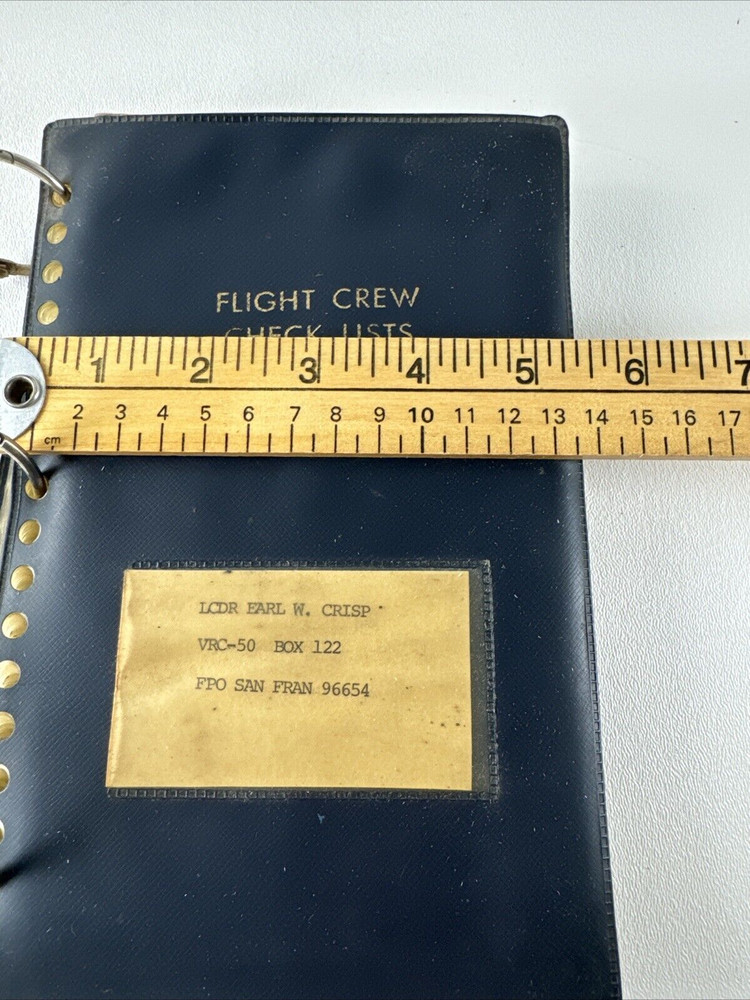 FLIGHT CREW
CHECK LISTS
1 2 3 4 5 6 7
cm 2 3 4 5 6 7 8 9 10 11 12 13 14 15 16 17
LCDR EARL W. CRISP
VRC-50 BOX 122
FPO SAN FRAN 96654